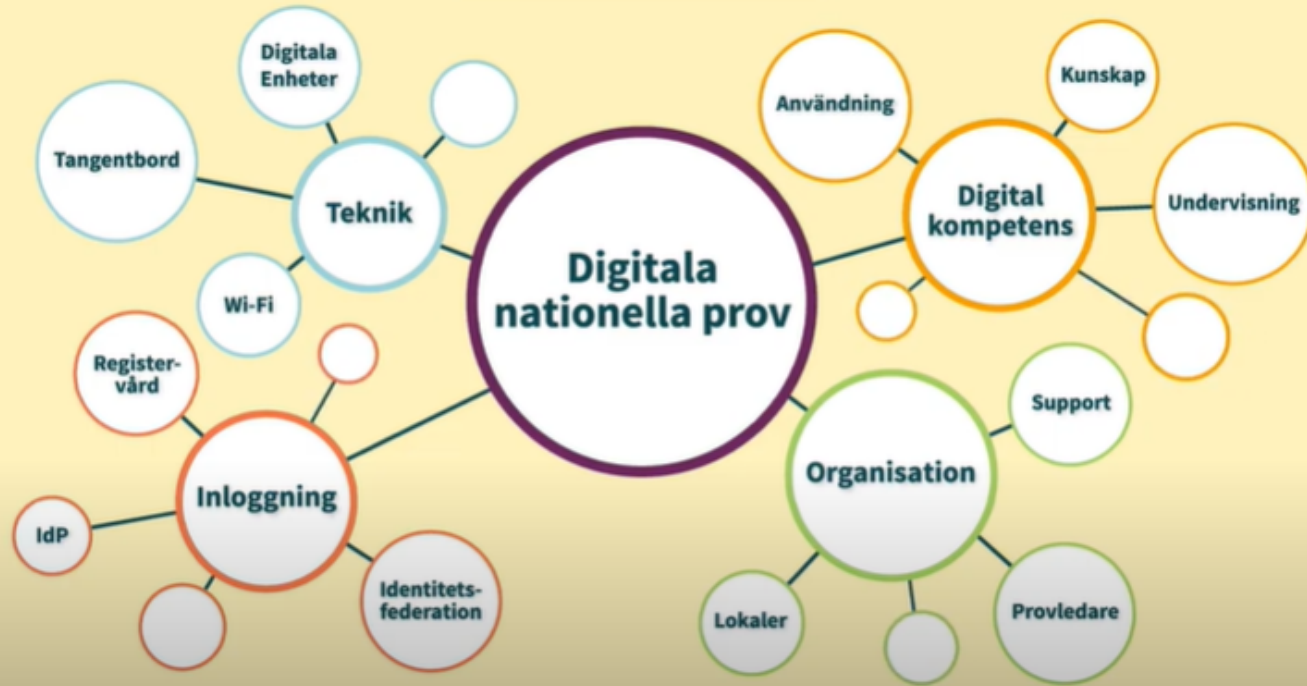 Digitala
nationella prov
Teknik
Digitala
Enheter
Tangentbord
Wi-Fi
Digital
kompetens
Användning
Kunskap
Undervisning
Inloggning
Register-
vård
IdP
Identitets-
federation
Organisation
Support
Lokaler
Provledare